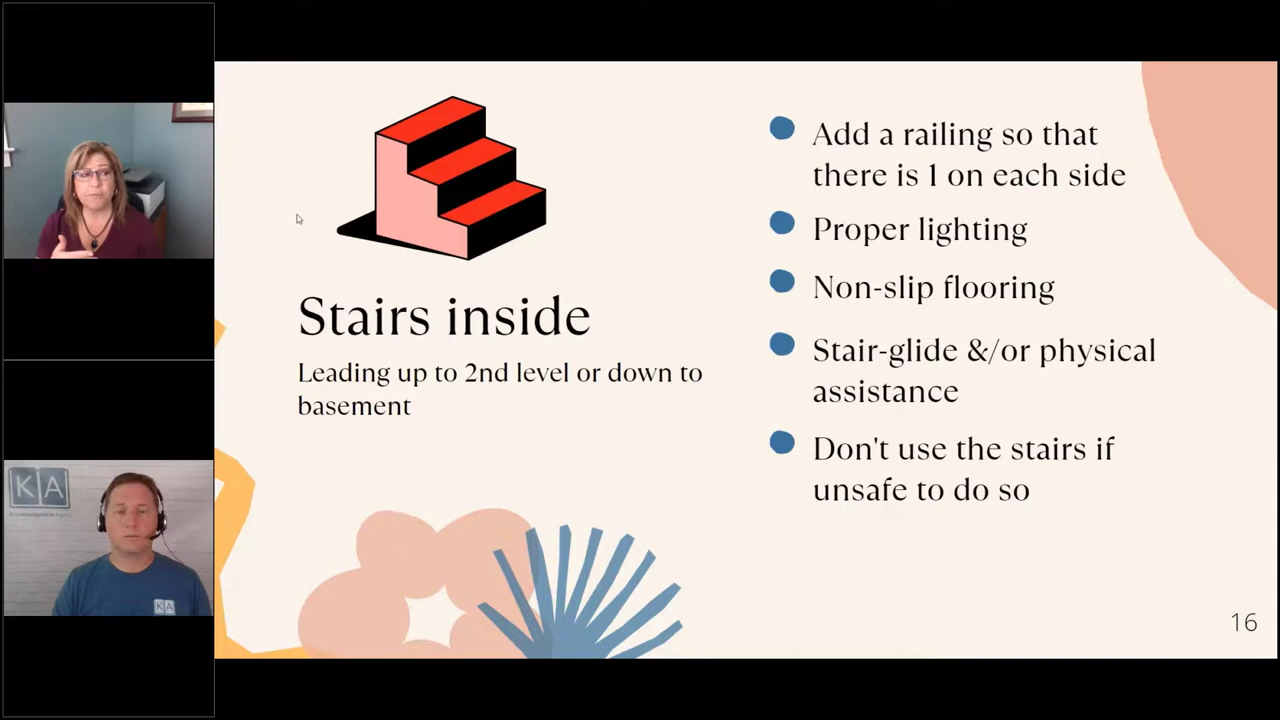 Stairs inside
Leading up to 2nd level or down to
basement
Add a railing so that
there is 1 on each side
Proper lighting
Non-slip flooring
Stair-glide &/or physical
assistance
Don't use the stairs if
unsafe to do so
16
K|A
KA